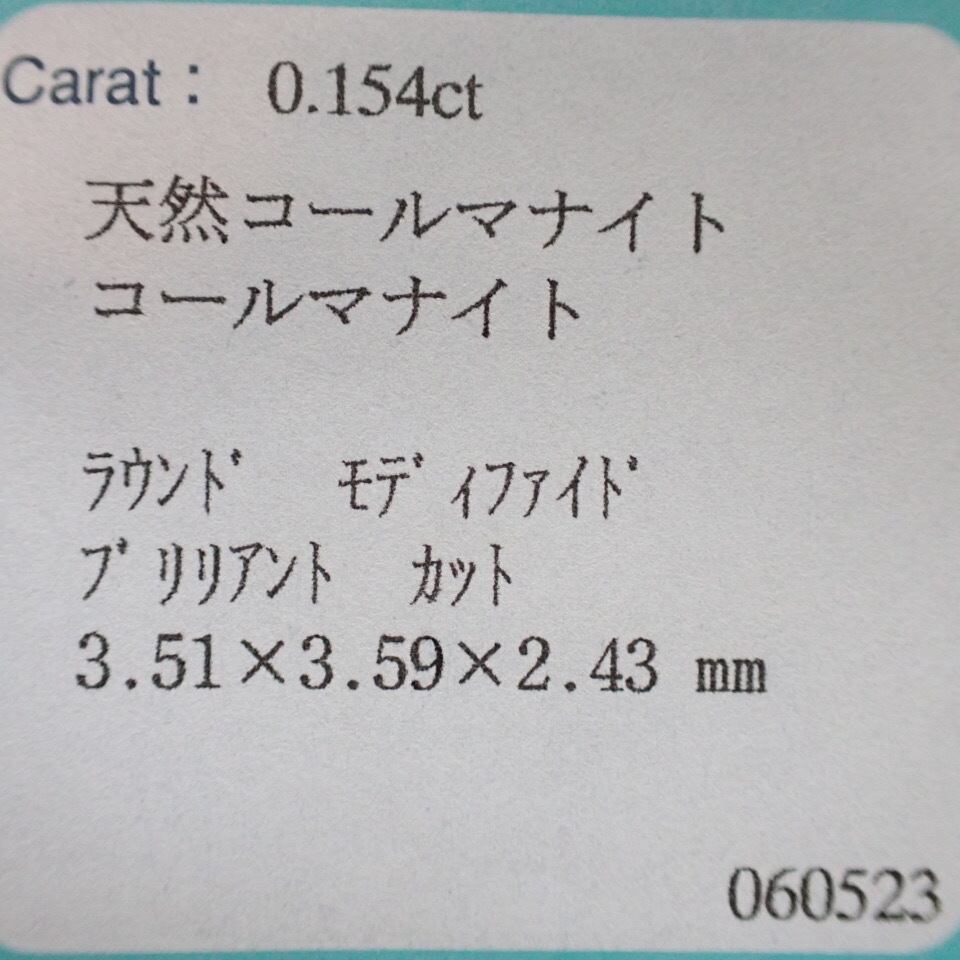 Carat : 0.154ct
天然コールマナイト
コールマナイト
ﾗｳﾝﾄﾞ ﾓﾃﾞｨﾌｧｲﾄﾞ
ﾌﾞﾘﾘｱﾝﾄ ｶｯﾄ
3.51×3.59×2.43 mm
060523